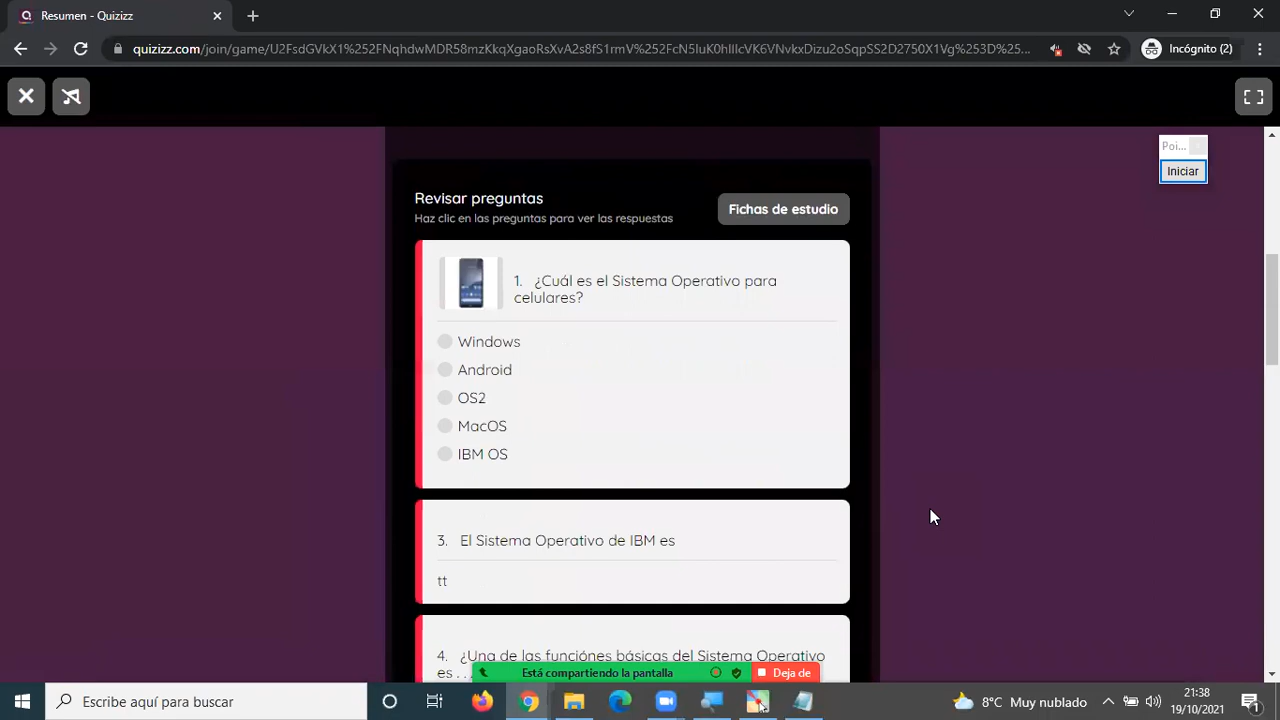 Resumen - Quizizz
quizizz.com/join/game/U2FsdGVkX1%252FNqhdwMDR58mzKkqXgaoRsXvA2s8fS1rmV%252FcN5IuK0hIIcVK6VNvkxDizu2oSqpSS2D2750X1Vg%253D%25...
Incógnito (2)
Poi...
Iniciar
Revisar preguntas
Haz clic en las preguntas para ver las respuestas
Fichas de estudio
1. ¿Cuál es el Sistema Operativo para
celulares?
Windows
Android
OS2
MacOS
IBM OS
3. El Sistema Operativo de IBM es
tt
4. ¿Una de las funciónes básicas del Sistema Operativo
es . . .
Está compartiendo la pantalla
Deja de
Escribe aquí para buscar
8°C Muy nublado
21:38
19/10/2021
1